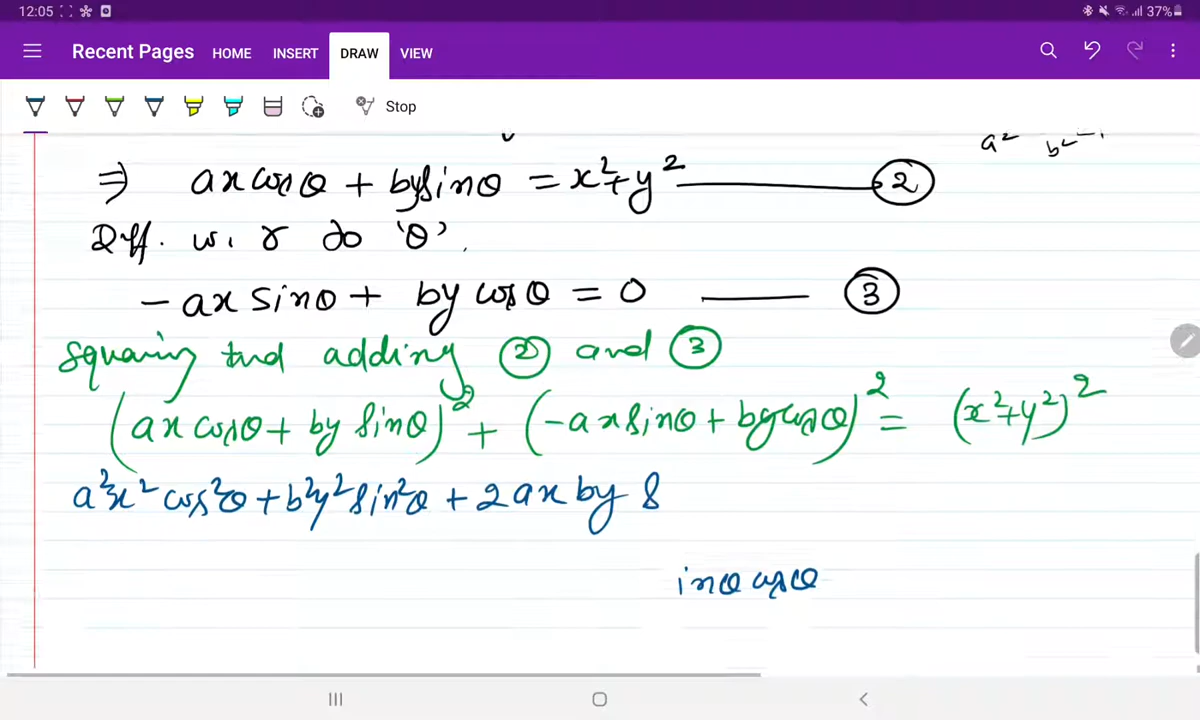 12:05 37%
Recent Pages HOME INSERT DRAW VIEW
Stop
a² b²
⇒ ax cosθ + by sinθ = x²+y² ——— ②
Diff. w. r to 'θ'.
- ax sinθ + by cosθ = 0 ——— ③
squaring and adding ② and ③
(ax cosθ + by sinθ)² + (-ax sinθ + by cosθ)² = (x²+y²)²
a²x² cos²θ + b²y² sin²θ + 2ax by s
inθ cosθ